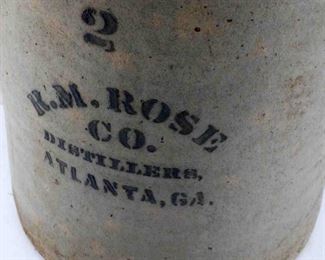 2
R.M. ROSE
CO.
DISTILLERS,
ATLANTA, GA.